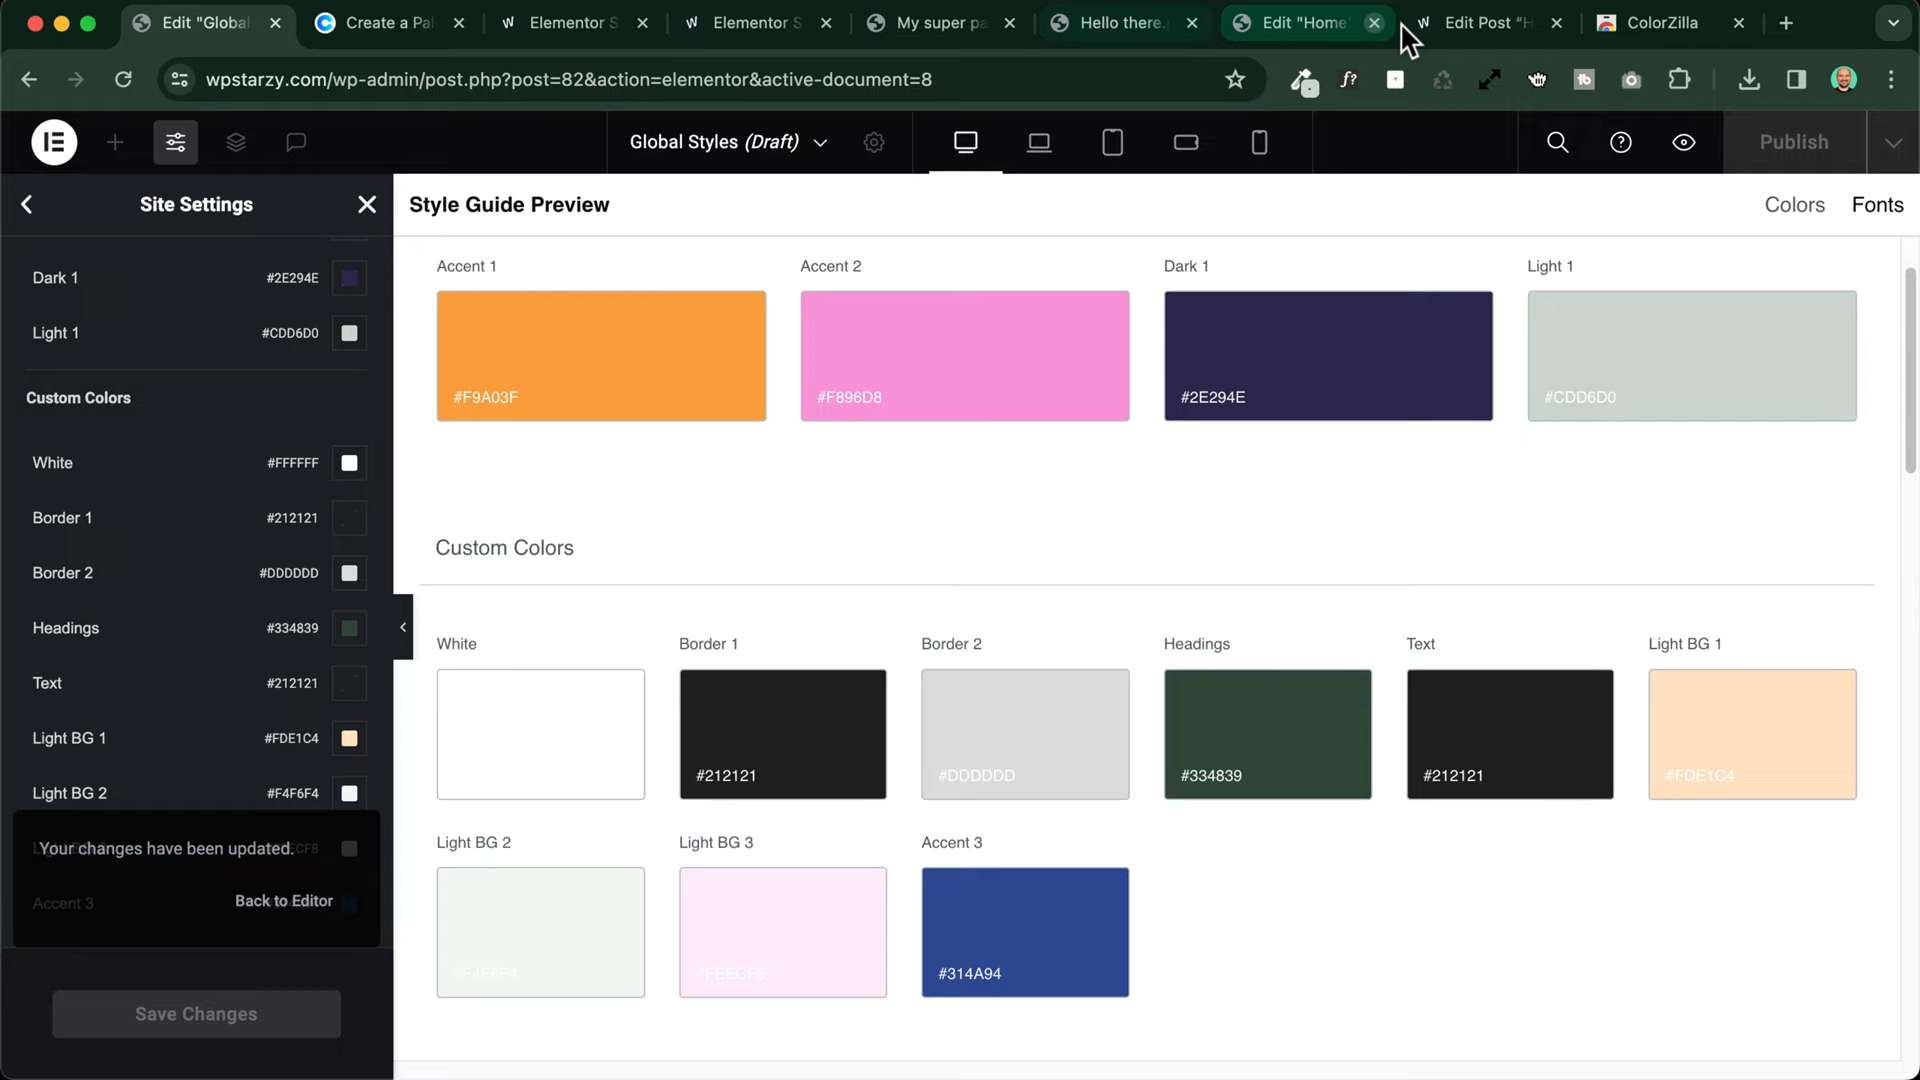 Edit "Global
Create a Pal
Elementor S
Elementor S
My super pa
Hello there.
Edit "Home"
Edit Post “H
ColorZilla
wpstarzy.com/wp-admin/post.php?post=82&action=elementor&active-document=8
Global Styles (Draft)
Publish
Site Settings
Style Guide Preview
Colors
Fonts
Dark 1 #2E294E
Light 1 #CDD6D0
Custom Colors
White #FFFFFF
Border 1 #212121
Border 2 #DDDDDD
Headings #334839
Text #212121
Light BG 1 #FDE1C4
Light BG 2 #F4F6F4
Your changes have been updated.
Accent 3
Back to Editor
Save Changes
Accent 1
Accent 2
Dark 1
Light 1
#F9A03F
#F896D8
#2E294E
#CDD6D0
Custom Colors
White
Border 1
Border 2
Headings
Text
Light BG 1
#212121
#DDDDDD
#334839
#212121
#FDE1C4
Light BG 2
Light BG 3
Accent 3
#F4F6F4
#FEECF8
#314A94